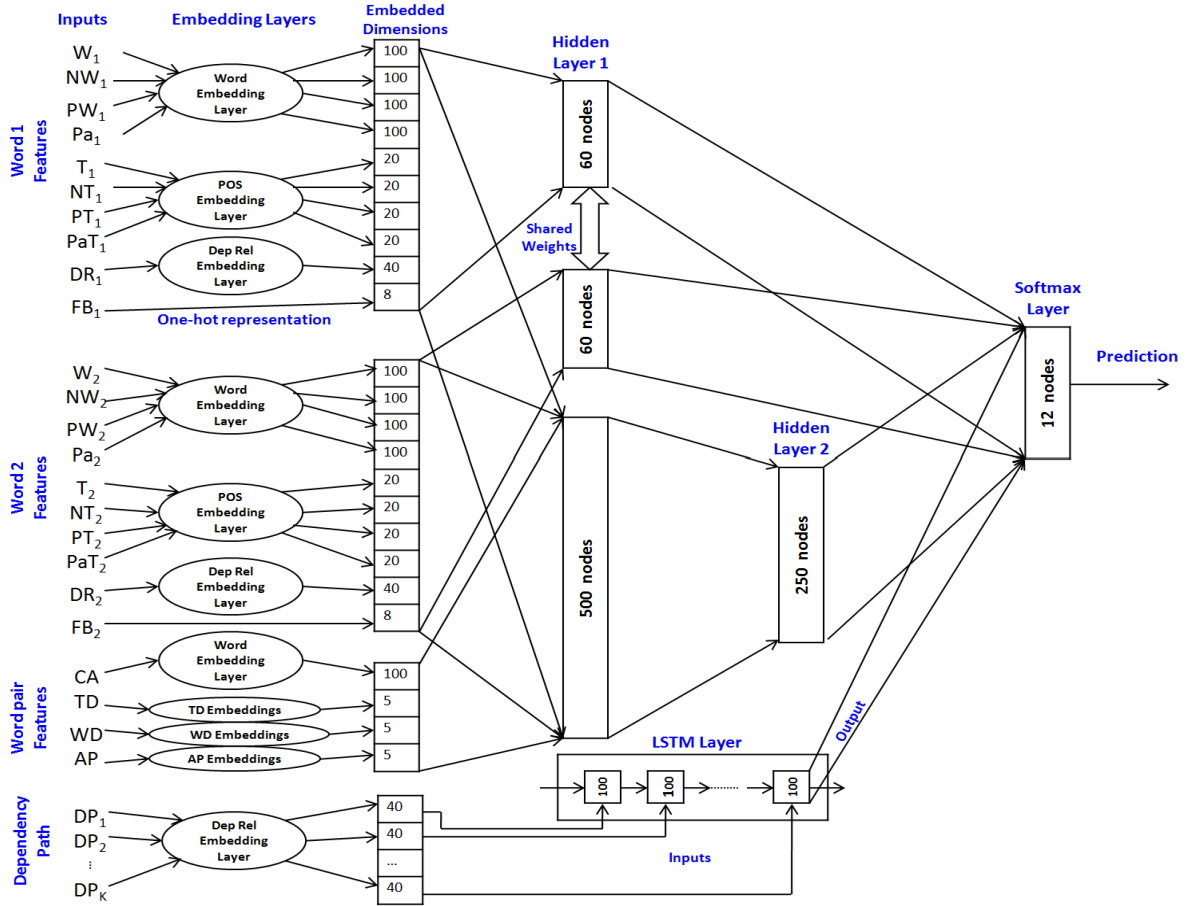 Inputs
Embedding Layers
Embedded
Dimensions
Word 1
Features
W1
NW1
PW1
Pa1
Word
Embedding
Layer
100
100
100
100
T1
NT1
PT1
PaT1
POS
Embedding
Layer
20
20
20
20
DR1
Dep Rel
Embedding
Layer
40
FB1
One-hot representation
8
Word 2
Features
W2
NW2
PW2
Pa2
Word
Embedding
Layer
100
100
100
100
T2
NT2
PT2
PaT2
POS
Embedding
Layer
20
20
20
20
DR2
Dep Rel
Embedding
Layer
40
FB2
8
Word pair
Features
CA
Word
Embedding
Layer
100
TD
TD Embeddings
5
WD
WD Embeddings
5
AP
AP Embeddings
5
Dependency
Path
DP1
DP2
⋮
DPK
Dep Rel
Embedding
Layer
40
40
...
40
Hidden
Layer 1
60 nodes
Shared
Weights
60 nodes
500 nodes
Hidden
Layer 2
250 nodes
LSTM Layer
100
100
........
100
Inputs
Output
Softmax
Layer
12 nodes
Prediction